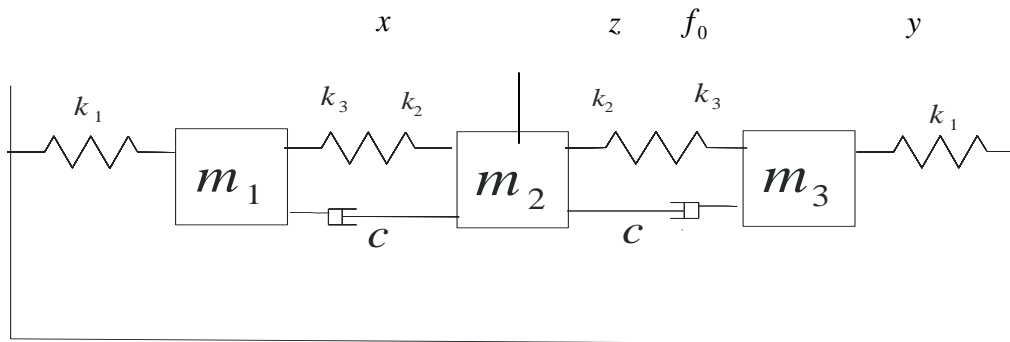 x z f₀ y
k₁ k₃ k₂ k₂ k₃ k₁
m₁ m₂ m₃
c c